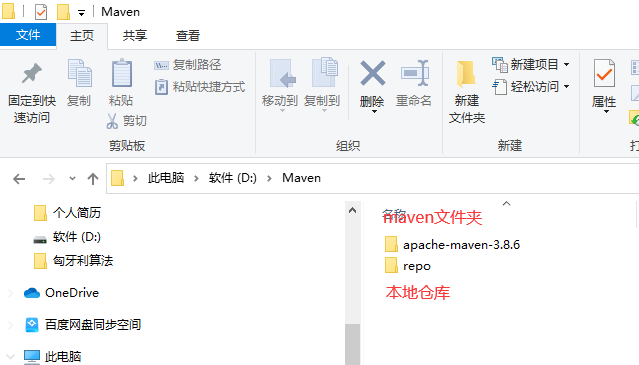 Maven
文件
主页
共享
查看
固定到快速访问
复制
粘贴
复制路径
粘贴快捷方式
剪切
剪贴板
移动到
复制到
删除
重命名
组织
新建
文件夹
新建项目
轻松访问
新建
属性
此电脑
软件 (D:)
Maven
个人简历
软件 (D:)
匈牙利算法
OneDrive
百度网盘同步空间
此电脑
名称
maven文件夹
apache-maven-3.8.6
repo
本地仓库